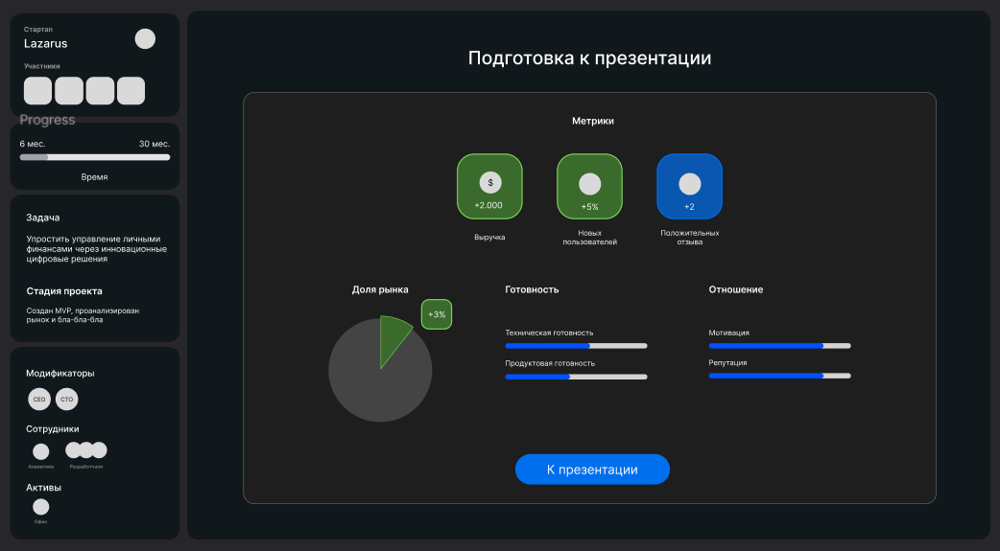 Стартап
Lazarus
Участники
Progress
6 мес.
30 мес.
Время
Задача
Упростить управление личными
финансами через инновационные
цифровые решения
Стадия проекта
Создан MVP, проанализирован
рынок и бла-бла-бла
Модификаторы
CEO
CTO
Сотрудники
Аналитики
Разработчики
Активы
Офис
Подготовка к презентации
Метрики
$
+2.000
+5%
+2
Выручка
Новых
пользователей
Положительных
отзыва
Доля рынка
+3%
Готовность
Техническая готовность
Продуктовая готовность
Отношение
Мотивация
Репутация
К презентации